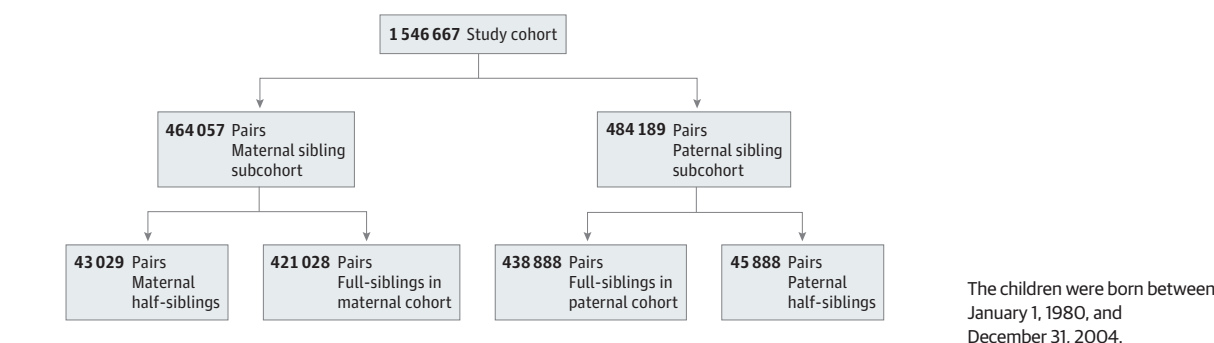 1 546 667 Study cohort
464 057 Pairs
Maternal sibling
subcohort
484 189 Pairs
Paternal sibling
subcohort
43 029 Pairs
Maternal
half-siblings
421 028 Pairs
Full-siblings in
maternal cohort
438 888 Pairs
Full-siblings in
paternal cohort
45 888 Pairs
Paternal
half-siblings
The children were born between
January 1, 1980, and
December 31, 2004.